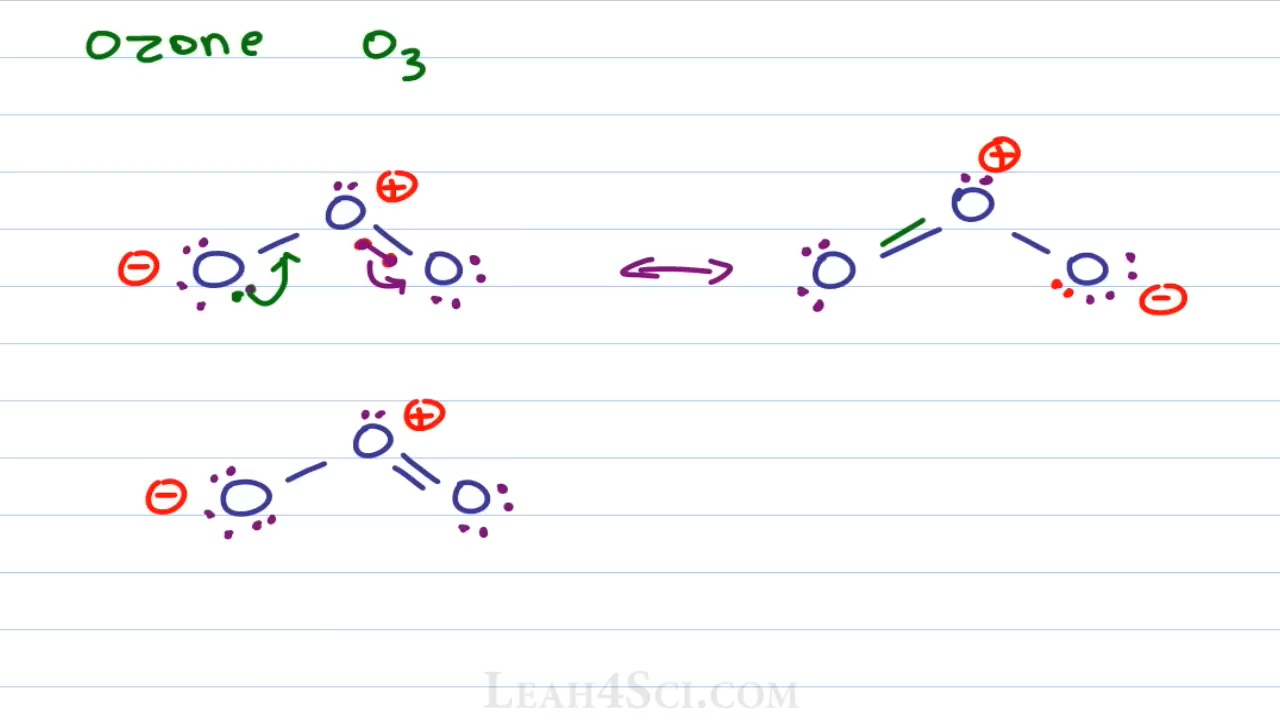 Ozone O₃
O ⊕
⊖ O O
O ⊕
O O ⊖
O ⊕
⊖ O O
LEAH4SCI.COM